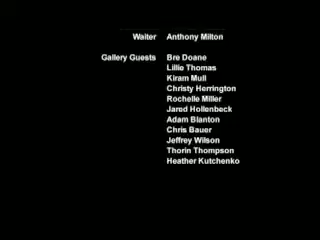 Waiter Anthony Milton
Gallery Guests Bre Doane
Lillie Thomas
Kiram Mull
Christy Herrington
Rochelle Miller
Jared Hollenbeck
Adam Blanton
Chris Bauer
Jeffrey Wilson
Thorin Thompson
Heather Kutchenko